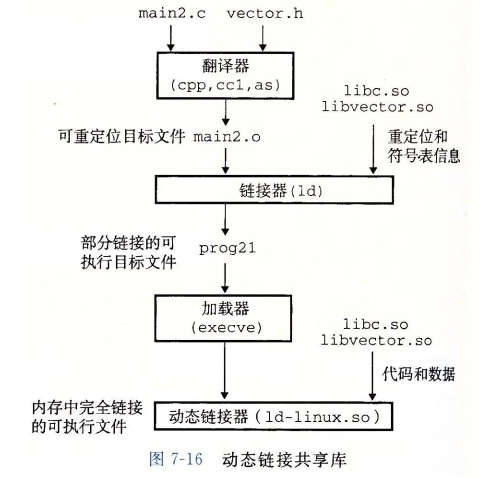 main2.c vector.h
翻译器
(cpp,cc1,as)
libc.so
libvector.so
可重定位目标文件 main2.o
重定位和
符号表信息
链接器(ld)
部分链接的可
执行目标文件
prog21
加载器
(execve)
libc.so
libvector.so
代码和数据
内存中完全链接
的可执行文件
动态链接器(ld-linux.so)
图 7-16 动态链接共享库